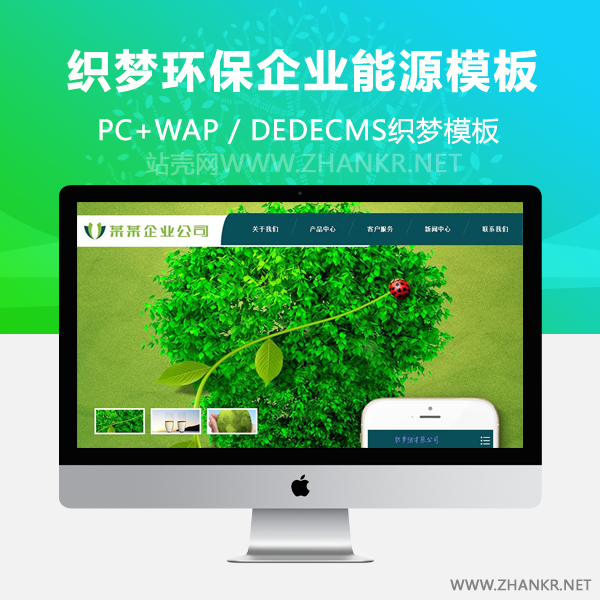 织梦环保企业能源模板
PC+WAP / DEDECMS织梦模板
站壳网WWW.ZHANKR.NET
某某企业公司 关于我们 产品中心 客户服务 新闻中心 联系我们
WWW.ZHANKR.NET